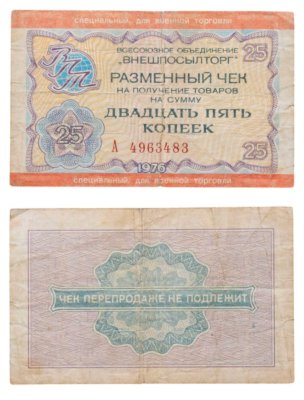 специальный, для военной торговли
ВПТ
25
ВСЕСОЮЗНОЕ ОБЪЕДИНЕНИЕ
„ВНЕШПОСЫЛТОРГ"
РАЗМЕННЫЙ ЧЕК
НА ПОЛУЧЕНИЕ ТОВАРОВ
НА СУММУ
ДВАДЦАТЬ ПЯТЬ
КОПЕЕК
25
А 4963483
25
1976
специальный, для военной торговли
ЧЕК ПЕРЕПРОДАЖЕ НЕ ПОДЛЕЖИТ